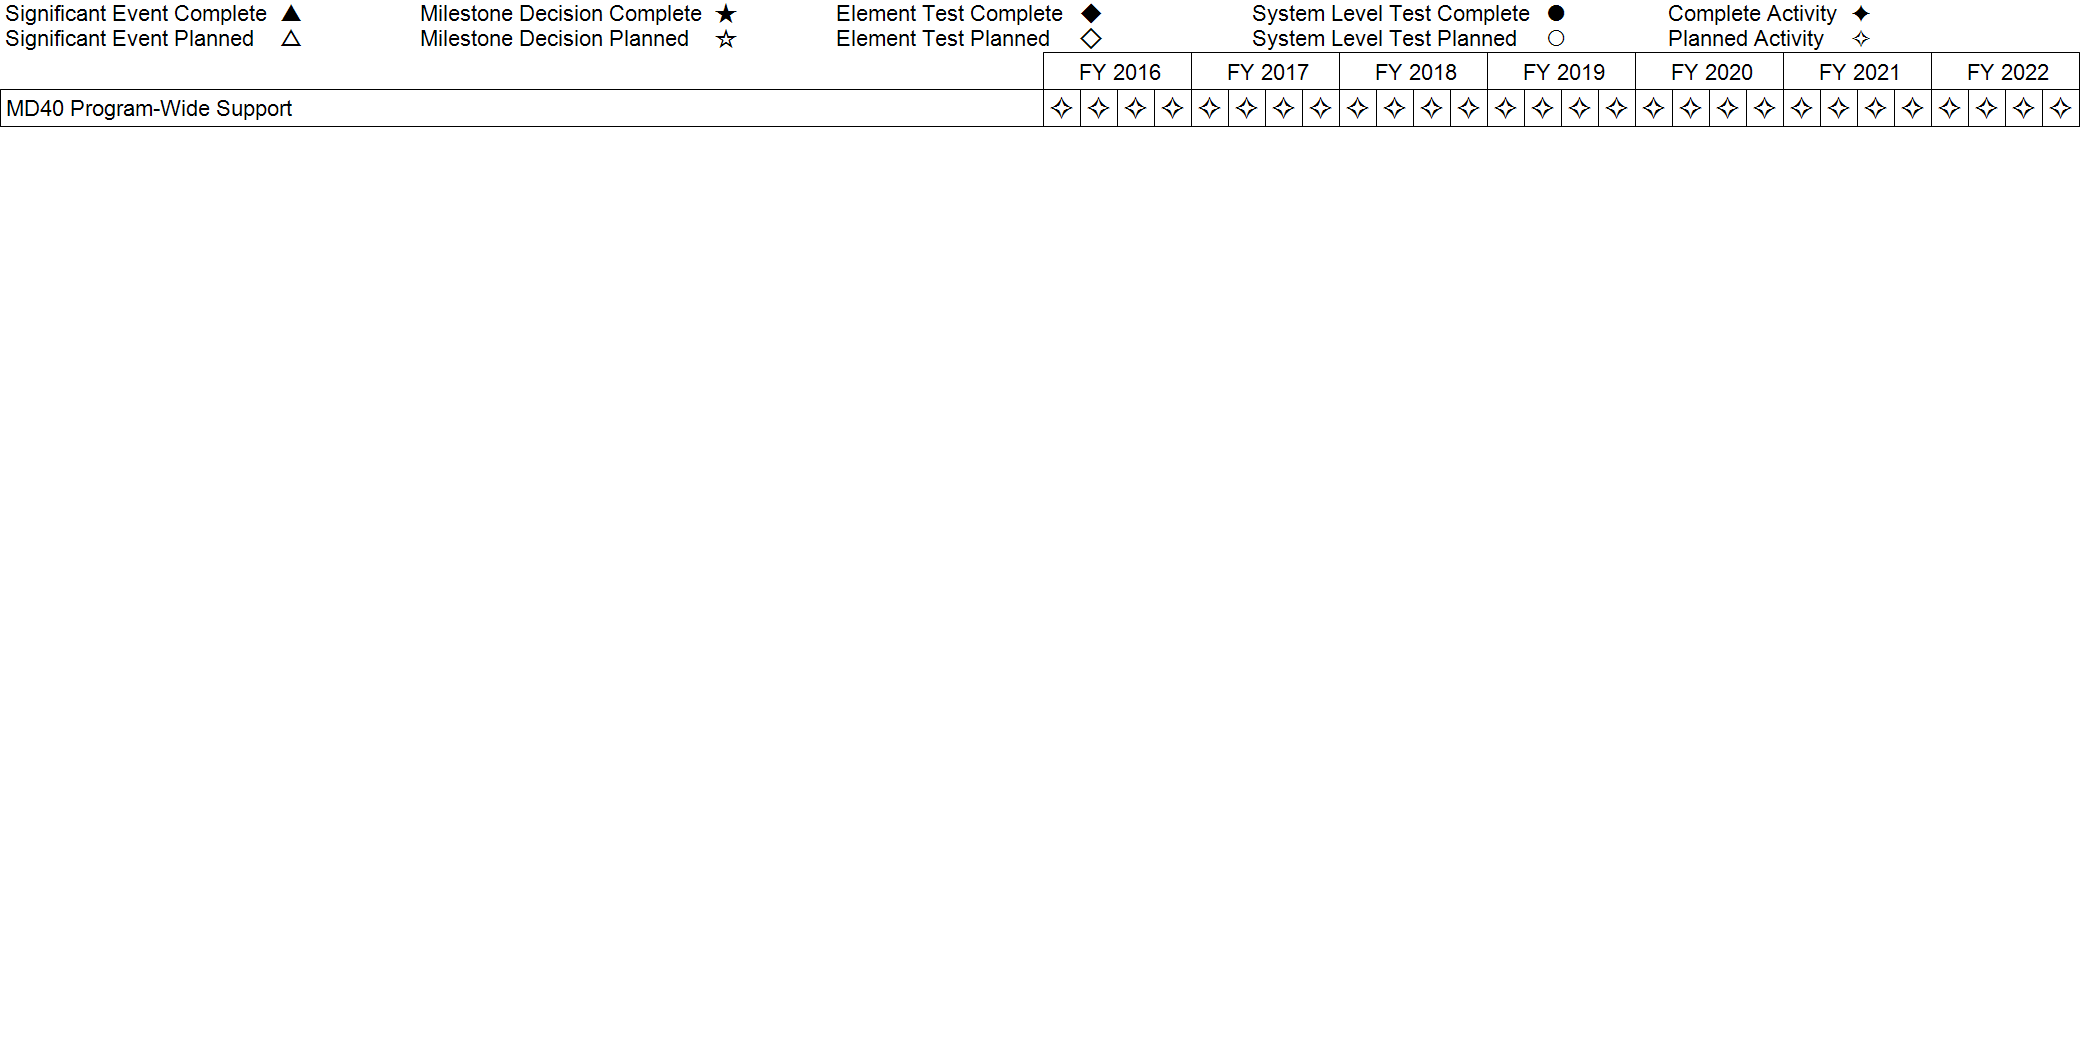 Significant Event Complete ▲ Milestone Decision Complete ★ Element Test Complete ◆ System Level Test Complete ● Complete Activity ✦
Significant Event Planned △ Milestone Decision Planned ☆ Element Test Planned ◇ System Level Test Planned ○ Planned Activity ✧
FY 2016 FY 2017 FY 2018 FY 2019 FY 2020 FY 2021 FY 2022
MD40 Program-Wide Support ✧ ✧ ✧ ✧ ✧ ✧ ✧ ✧ ✧ ✧ ✧ ✧ ✧ ✧ ✧ ✧ ✧ ✧ ✧ ✧ ✧ ✧ ✧ ✧ ✧ ✧ ✧ ✧